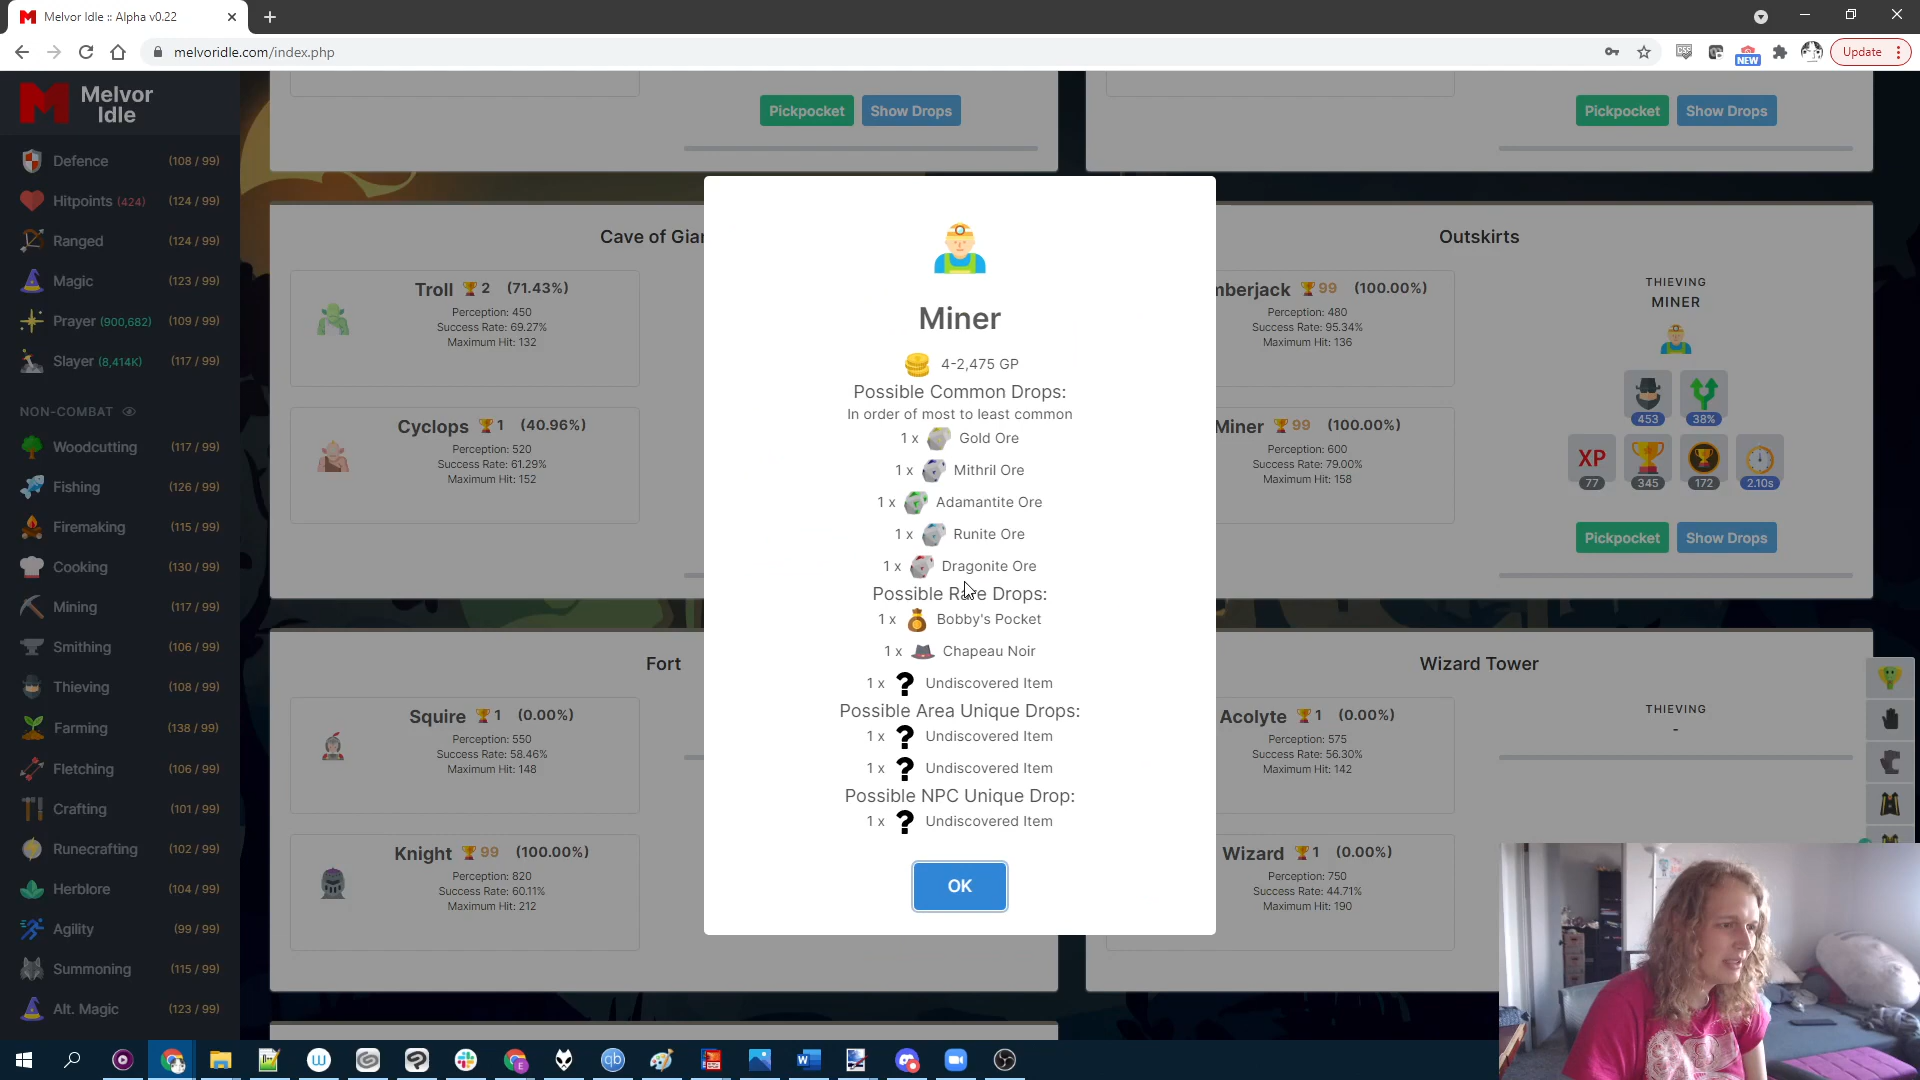 Melvor Idle :: Alpha v0.22
melvoridle.com/index.php
NEW
Update
Melvor
Idle
Defence (108 / 99)
Hitpoints (424) (124 / 99)
Ranged (124 / 99)
Magic (123 / 99)
Prayer (900,682) (109 / 99)
Slayer (8,414K) (117 / 99)
NON-COMBAT
Woodcutting (117 / 99)
Fishing (126 / 99)
Firemaking (115 / 99)
Cooking (130 / 99)
Mining (117 / 99)
Smithing (106 / 99)
Thieving (108 / 99)
Farming (138 / 99)
Fletching (106 / 99)
Crafting (101 / 99)
Runecrafting (102 / 99)
Herblore (104 / 99)
Agility (99 / 99)
Summoning (115 / 99)
Alt. Magic (123 / 99)
Pickpocket Show Drops
Pickpocket Show Drops
Cave of Gian
Troll 2 (71.43%)
Perception: 450
Success Rate: 69.27%
Maximum Hit: 132
Cyclops 1 (40.96%)
Perception: 520
Success Rate: 61.29%
Maximum Hit: 152
Outskirts
mberjack 99 (100.00%)
Perception: 480
Success Rate: 95.34%
Maximum Hit: 136
Miner 99 (100.00%)
Perception: 600
Success Rate: 79.00%
Maximum Hit: 158
THIEVING
MINER
453 38%
XP
77 345 172 2.10s
Pickpocket Show Drops
Fort
Squire 1 (0.00%)
Perception: 550
Success Rate: 58.46%
Maximum Hit: 148
Knight 99 (100.00%)
Perception: 820
Success Rate: 60.11%
Maximum Hit: 212
Wizard Tower
Acolyte 1 (0.00%)
Perception: 575
Success Rate: 56.30%
Maximum Hit: 142
Wizard 1 (0.00%)
Perception: 750
Success Rate: 44.71%
Maximum Hit: 190
THIEVING
-
Miner
4-2,475 GP
Possible Common Drops:
In order of most to least common
1 x Gold Ore
1 x Mithril Ore
1 x Adamantite Ore
1 x Runite Ore
1 x Dragonite Ore
Possible Rare Drops:
1 x Bobby's Pocket
1 x Chapeau Noir
1 x ? Undiscovered Item
Possible Area Unique Drops:
1 x ? Undiscovered Item
1 x ? Undiscovered Item
Possible NPC Unique Drop:
1 x ? Undiscovered Item
OK